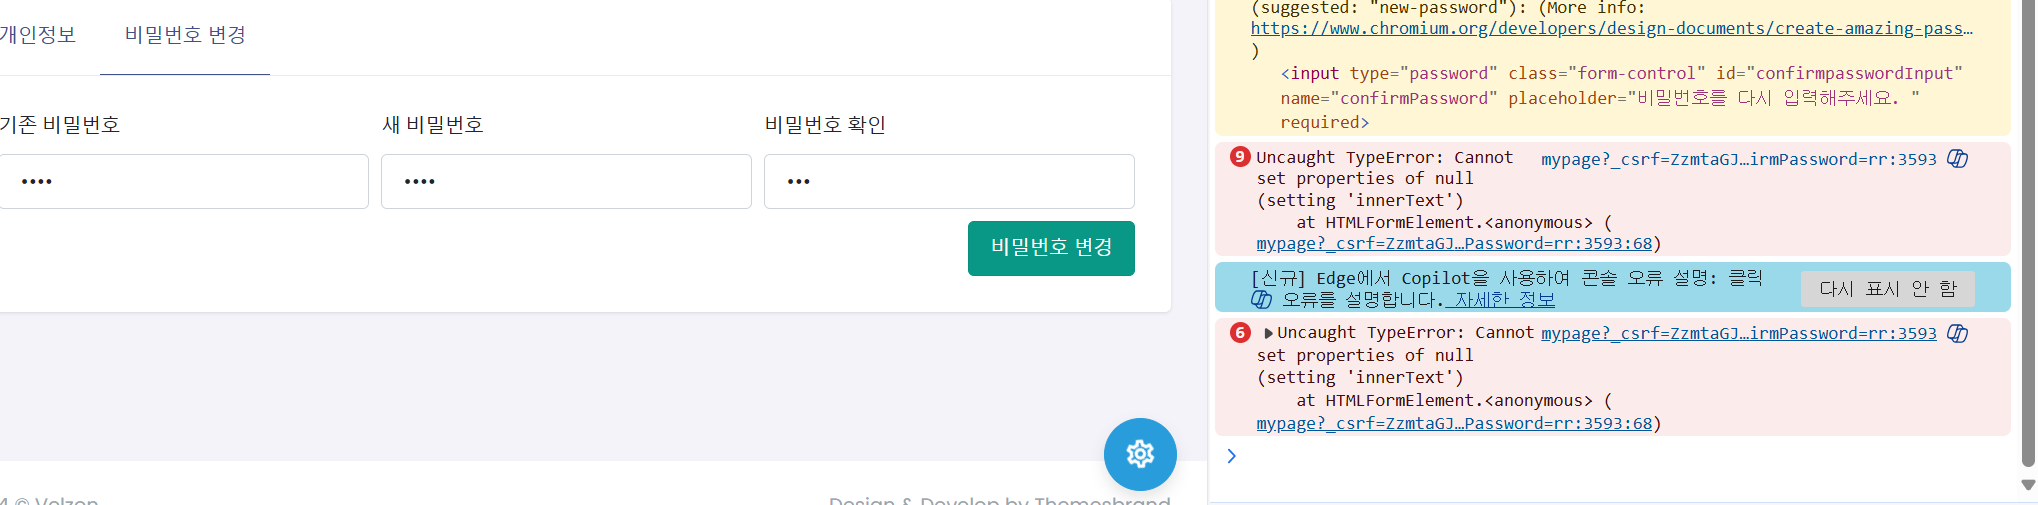 개인정보 비밀번호 변경
기존 비밀번호 새 비밀번호 비밀번호 확인
•••• •••• •••
비밀번호 변경
4 © Velzon.
Design & Develop by Themesbrand
(suggested: "new-password"): (More info:
https://www.chromium.org/developers/design-documents/create-amazing-pass…
)
<input type="password" class="form-control" id="confirmpasswordInput"
name="confirmPassword" placeholder="비밀번호를 다시 입력해주세요. "
required>
9 Uncaught TypeError: Cannot mypage?_csrf=ZzmtaGJ…irmPassword=rr:3593
set properties of null
(setting 'innerText')
at HTMLFormElement.<anonymous> (
mypage?_csrf=ZzmtaGJ…Password=rr:3593:68)
[신규] Edge에서 Copilot을 사용하여 콘솔 오류 설명: 클릭
오류를 설명합니다. 자세한 정보
다시 표시 안 함
6 Uncaught TypeError: Cannot mypage?_csrf=ZzmtaGJ…irmPassword=rr:3593
set properties of null
(setting 'innerText')
at HTMLFormElement.<anonymous> (
mypage?_csrf=ZzmtaGJ…Password=rr:3593:68)